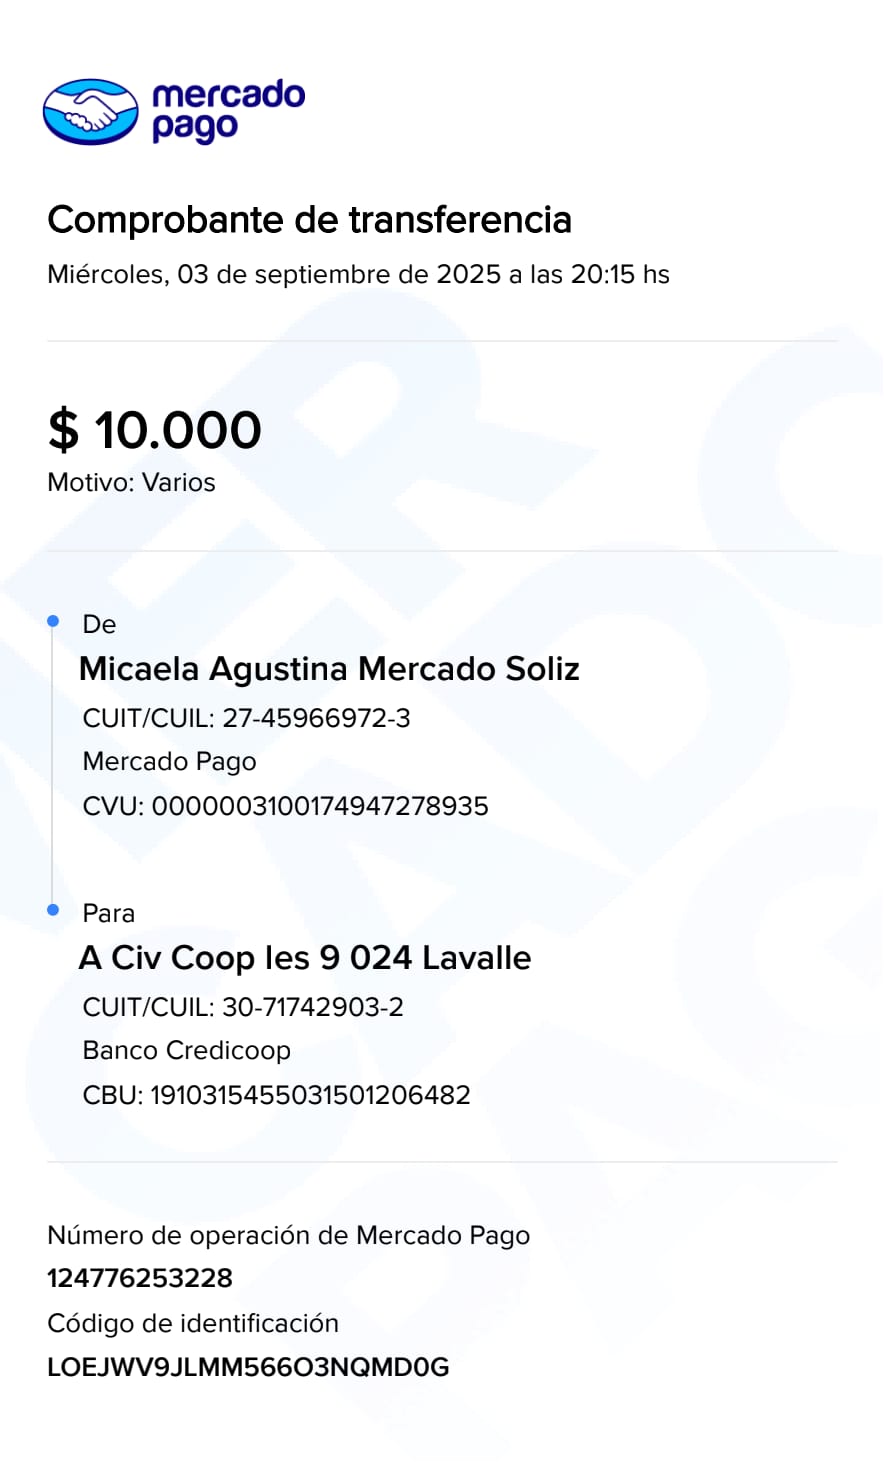 mercado
pago
Comprobante de transferencia
Miércoles, 03 de septiembre de 2025 a las 20:15 hs
$ 10.000
Motivo: Varios
De
Micaela Agustina Mercado Soliz
CUIT/CUIL: 27-45966972-3
Mercado Pago
CVU: 0000003100174947278935
Para
A Civ Coop Ies 9 024 Lavalle
CUIT/CUIL: 30-71742903-2
Banco Credicoop
CBU: 1910315455031501206482
Número de operación de Mercado Pago
124776253228
Código de identificación
LOEJWV9JLMM566O3NQMD0G